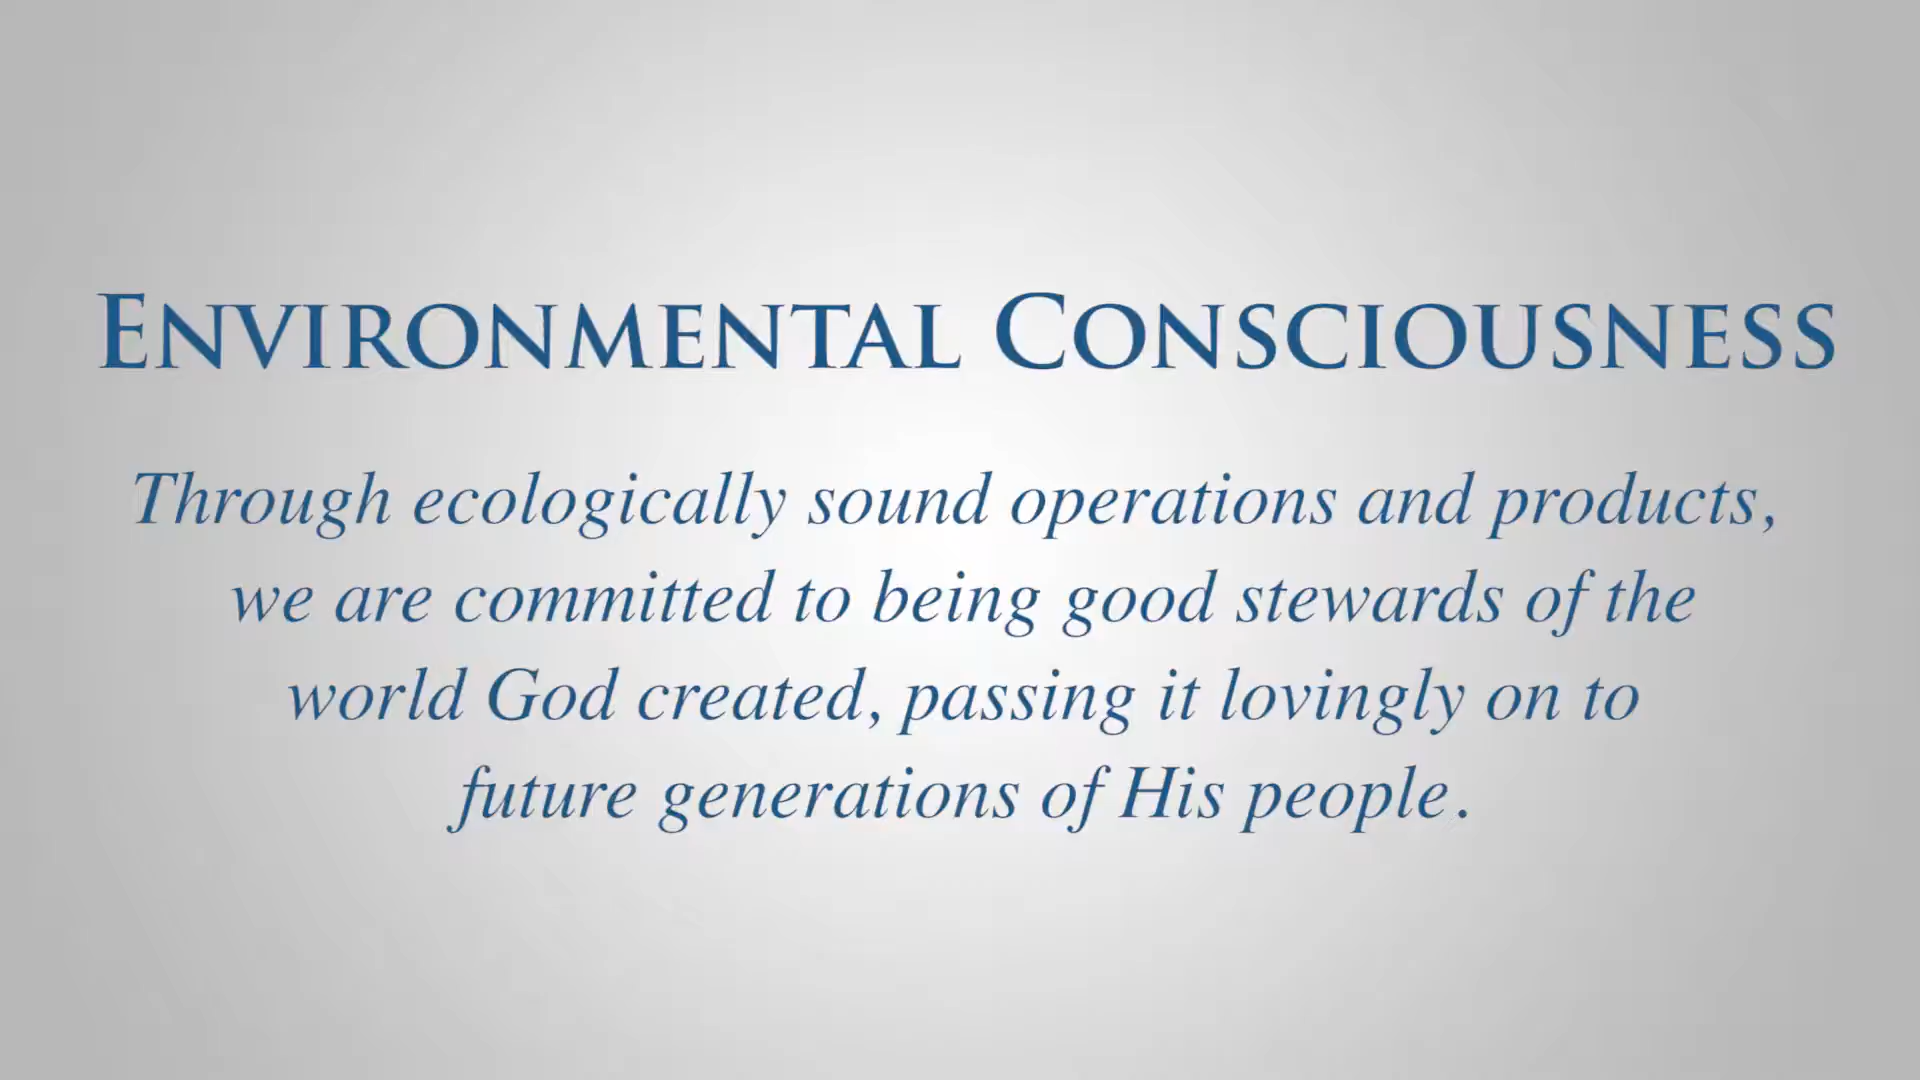 ENVIRONMENTAL CONSCIOUSNESS
Through ecologically sound operations and products,
we are committed to being good stewards of the
world God created, passing it lovingly on to
future generations of His people.